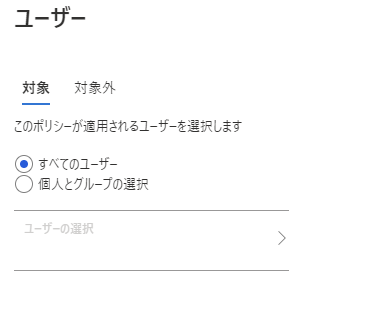 ユーザー
対象 対象外
このポリシーが適用されるユーザーを選択します
すべてのユーザー
個人とグループの選択
ユーザーの選択